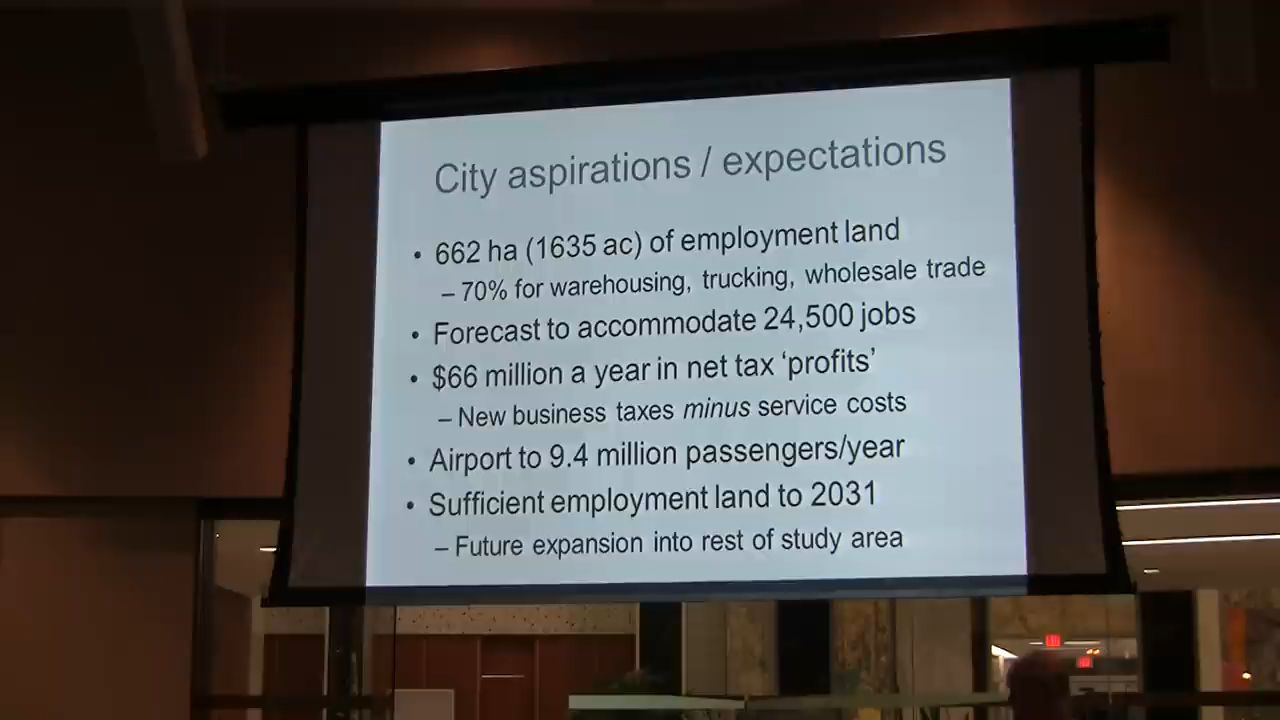 City aspirations / expectations
• 662 ha (1635 ac) of employment land
– 70% for warehousing, trucking, wholesale trade
• Forecast to accommodate 24,500 jobs
• $66 million a year in net tax ‘profits’
– New business taxes minus service costs
• Airport to 9.4 million passengers/year
• Sufficient employment land to 2031
– Future expansion into rest of study area